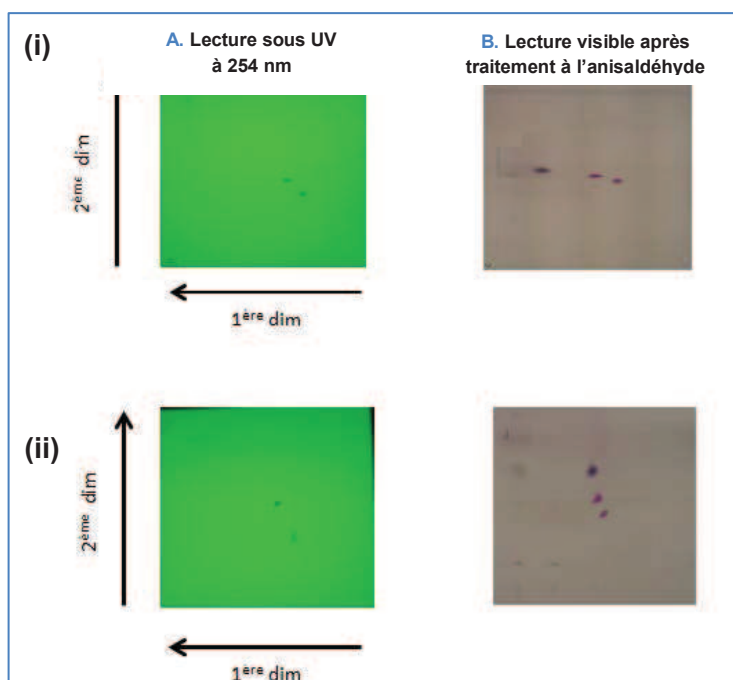 (i)
A. Lecture sous UV
à 254 nm
B. Lecture visible après
traitement à l'anisaldéhyde
2ème dim
1ère dim
(ii)
2ème dim
1ère dim